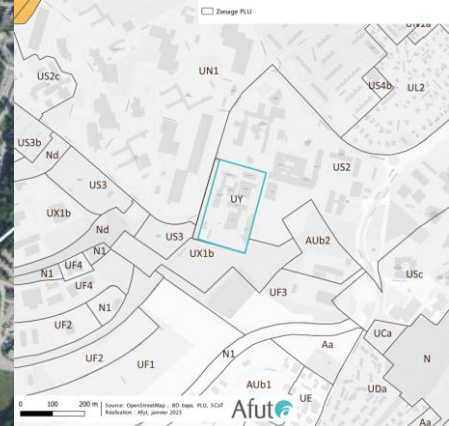 Zonage PLU
UN1a
US2c
UN1
US4b
UL2
US3b
Nd
US2
US3
UY
UX1b
Nd
US3
AUb2
N1
UX1b
USc
N1
UF4
UF4
UF3
N1
UCa
UF2
N1
Aa
N
UF2
UF1
AUb1
UDa
UE
Aa
0 100 200 m
Source: OpenStreetMap ; BD topo, PLU, SCoT
Réalisation : Afut, janvier 2023
Afut